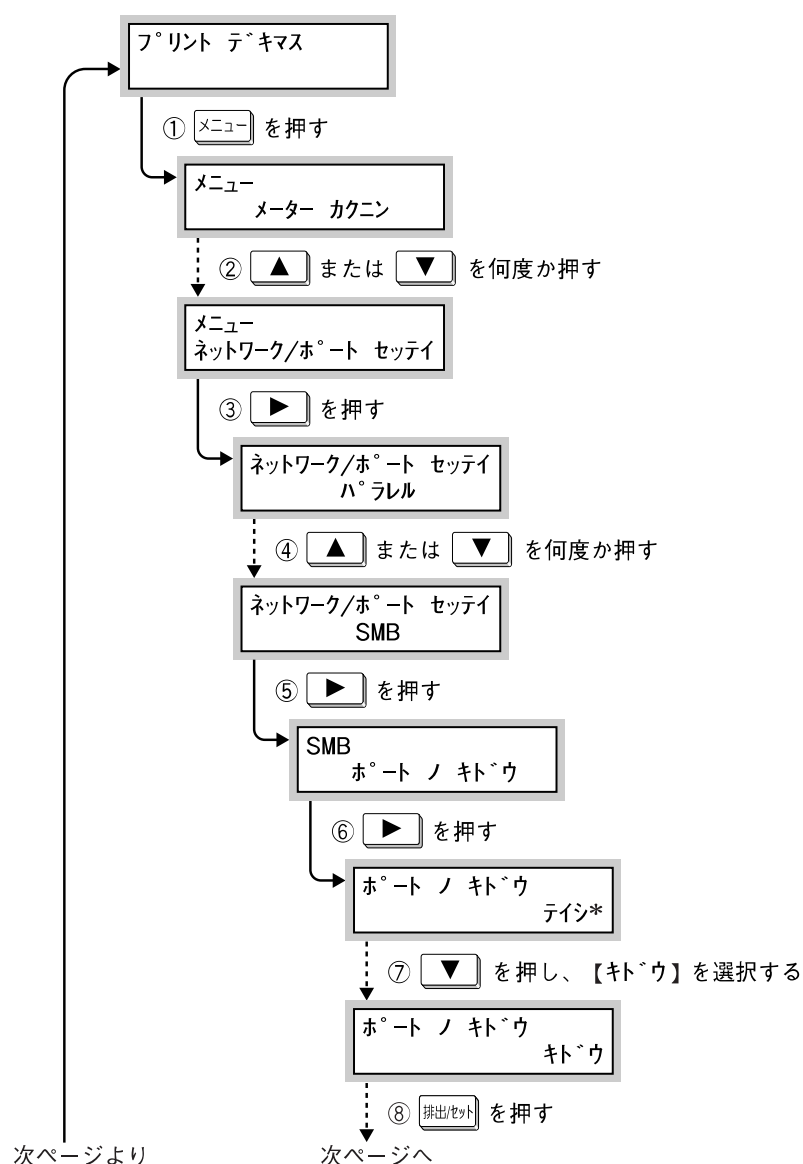 プリント デキマス
① メニュー を押す
メニュー
メーター カクニン
② ▲ または ▼ を何度か押す
メニュー
ネットワーク/ポート セッテイ
③ ▶ を押す
ネットワーク/ポート セッテイ
パラレル
④ ▲ または ▼ を何度か押す
ネットワーク/ポート セッテイ
SMB
⑤ ▶ を押す
SMB
ポート ノ キドウ
⑥ ▶ を押す
ポート ノ キドウ
テイシ*
⑦ ▼ を押し、【キドウ】を選択する
ポート ノ キドウ
キドウ
⑧ 排出/セット を押す
次ページより 次ページへ